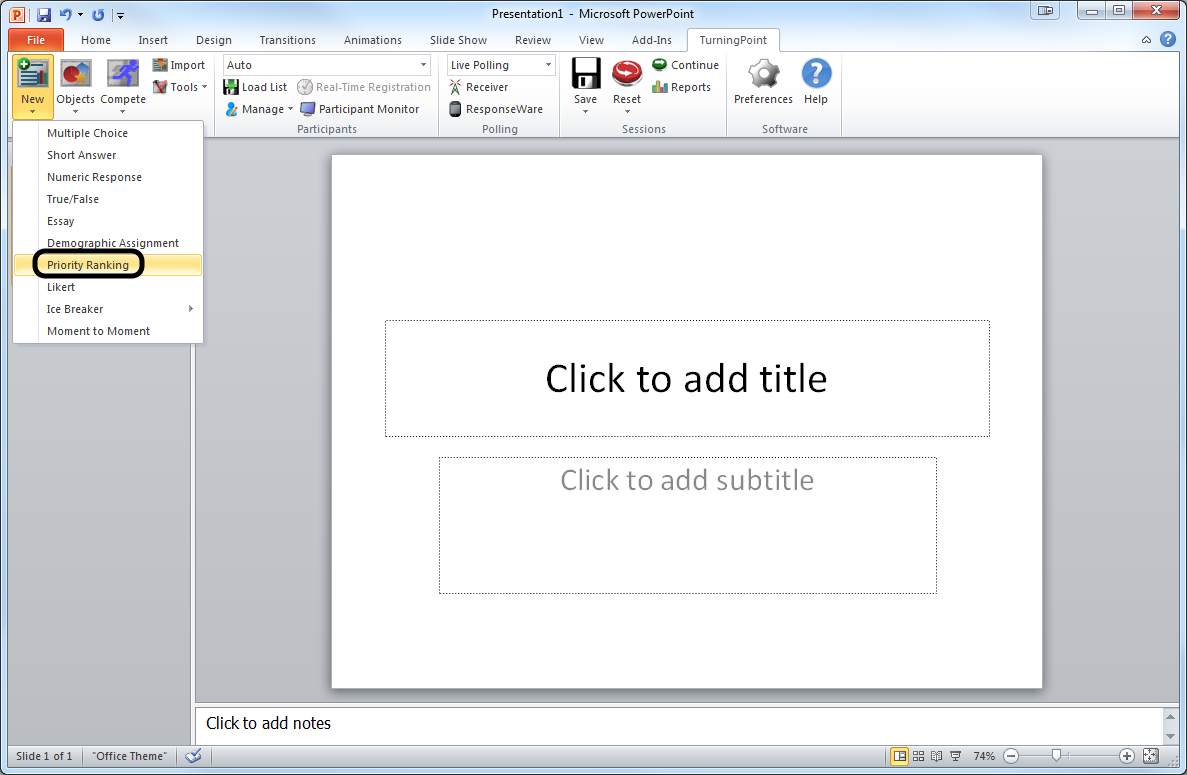 Presentation1 - Microsoft PowerPoint
File Home Insert Design Transitions Animations Slide Show Review View Add-Ins TurningPoint
New Objects Compete Import Tools
Auto
Load List Real-Time Registration
Manage Participant Monitor
Participants
Live Polling
Receiver
ResponseWare
Polling
Save Reset Continue Reports
Sessions
Preferences Help
Software
Multiple Choice
Short Answer
Numeric Response
True/False
Essay
Demographic Assignment
Priority Ranking
Likert
Ice Breaker
Moment to Moment
Click to add title
Click to add subtitle
Click to add notes
Slide 1 of 1 "Office Theme" 74%